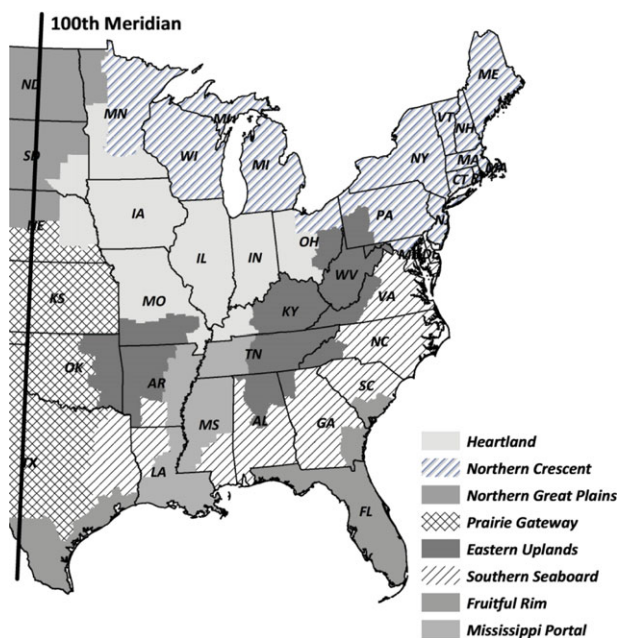 100th Meridian
ND
MN
ME
VT
NH
SD
WI
MI
NY
MA
MA
CT
NE
IA
PA
IL
IN
OH
WV
KS
MO
KY
VA
OK
AR
TN
NC
SC
MS
AL
GA
TX
LA
FL
Heartland
Northern Crescent
Northern Great Plains
Prairie Gateway
Eastern Uplands
Southern Seaboard
Fruitful Rim
Mississippi Portal